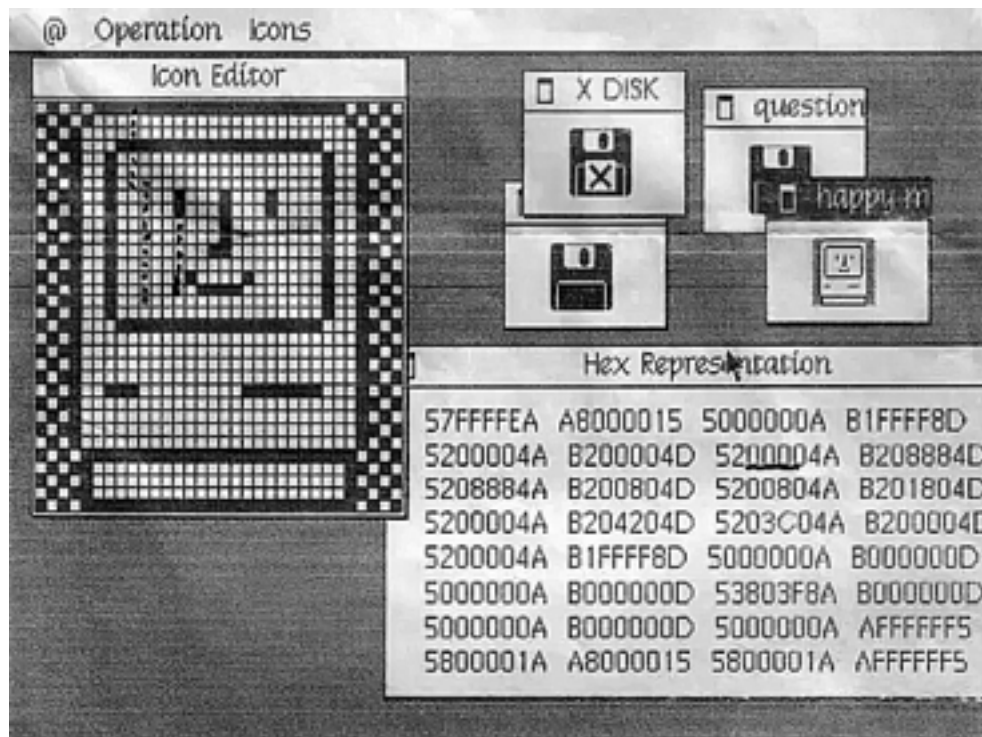 @ Operation Icons
Icon Editor
X DISK
question
happy m
Hex Representation
57FFFFEA A8000015 5000000A B1FFFF8D
5200004A B200004D 5200004A B208884D
5208884A B200804D 5200804A B201804D
5200004A B204204D 5203C04A B200004D
5200004A B1FFFF8D 5000000A B000000D
5000000A B000000D 53803F8A B000000D
5000000A B000000D 5000000A AFFFFFF5
5800001A A8000015 5800001A AFFFFFF5